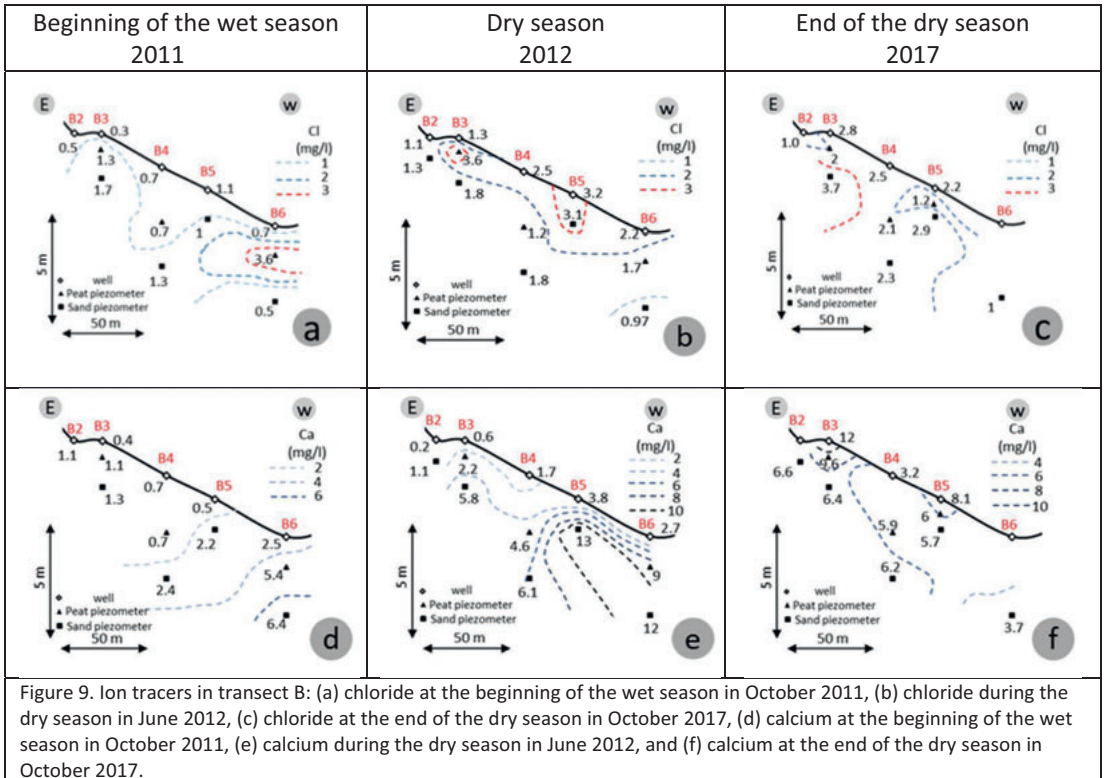 Beginning of the wet season
2011
Dry season
2012
End of the dry season
2017
E
W
B2
B3
0.3
0.5
1.3
1.7
B4
0.7
B5
1.1
0.7
1
1.3
B6
0.7
3.6
0.5
Cl
(mg/l)
1
2
3
5 m
well
Peat piezometer
Sand piezometer
50 m
a
E
W
B2
B3
1.3
1.1
1.3
3.6
1.8
B4
2.5
B5
3.2
3.1
1.2
1.8
B6
2.2
1.7
0.97
Cl
(mg/l)
1
2
3
5 m
well
Peat piezometer
Sand piezometer
50 m
b
E
W
B2
B3
2.8
1.0
2
3.7
B4
2.5
B5
2.2
1.2
2.1
2.9
2.3
B6
1
Cl
(mg/l)
1
2
3
5 m
well
Peat piezometer
Sand piezometer
50 m
c
E
W
B2
B3
0.4
1.1
1.1
1.3
B4
0.7
B5
0.5
0.7
2.2
2.4
B6
2.5
5.4
6.4
Ca
(mg/l)
2
4
6
5 m
well
Peat piezometer
Sand piezometer
50 m
d
E
W
B2
B3
0.6
0.2
1.1
2.2
5.8
B4
1.7
B5
3.8
4.6
13
6.1
B6
2.7
9
12
Ca
(mg/l)
2
4
6
8
10
5 m
well
Peat piezometer
Sand piezometer
50 m
e
E
W
B2
B3
12
6.6
9.6
6.4
B4
3.2
B5
8.1
6
5.9
5.7
6.2
B6
3.7
Ca
(mg/l)
4
6
8
10
5 m
well
Peat piezometer
Sand piezometer
50 m
f
Figure 9. Ion tracers in transect B: (a) chloride at the beginning of the wet season in October 2011, (b) chloride during the
dry season in June 2012, (c) chloride at the end of the dry season in October 2017, (d) calcium at the beginning of the wet
season in October 2011, (e) calcium during the dry season in June 2012, and (f) calcium at the end of the dry season in
October 2017.